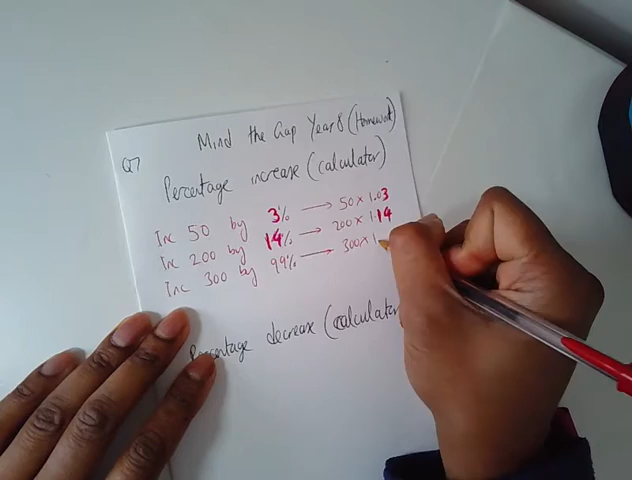 Mind the Gap Year 8 (Homework)
Q7
Percentage increase (calculator)
Inc 50 by 3% → 50 × 1.03
Inc 200 by 14% → 200 × 1.14
Inc 300 by 99% → 300 × 1.
Percentage decrease (calculator